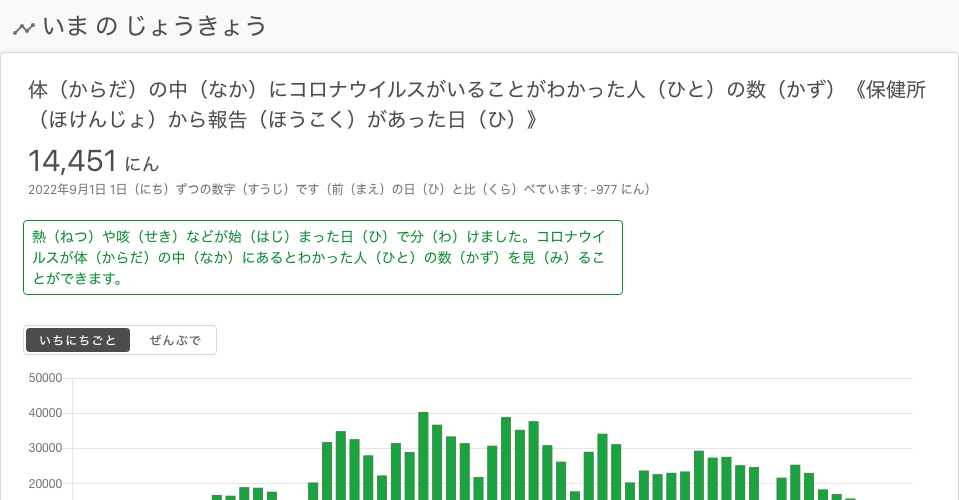 いま の じょうきょう
体（からだ）の中（なか）にコロナウイルスがいることがわかった人（ひと）の数（かず）《保健所
（ほけんじょ）から報告（ほうこく）があった日（ひ）》
14,451 にん
2022年9月1日 1日（にち）ずつの数字（すうじ）です（前（まえ）の日（ひ）と比（くら）べています: -977 にん）
熱（ねつ）や咳（せき）などが始（はじ）まった日（ひ）で分（わ）けました。コロナウイ
ルスが体（からだ）の中（なか）にあるとわかった人（ひと）の数（かず）を見（み）るこ
とができます。
いちにちごと ぜんぶで
50000
40000
30000
20000